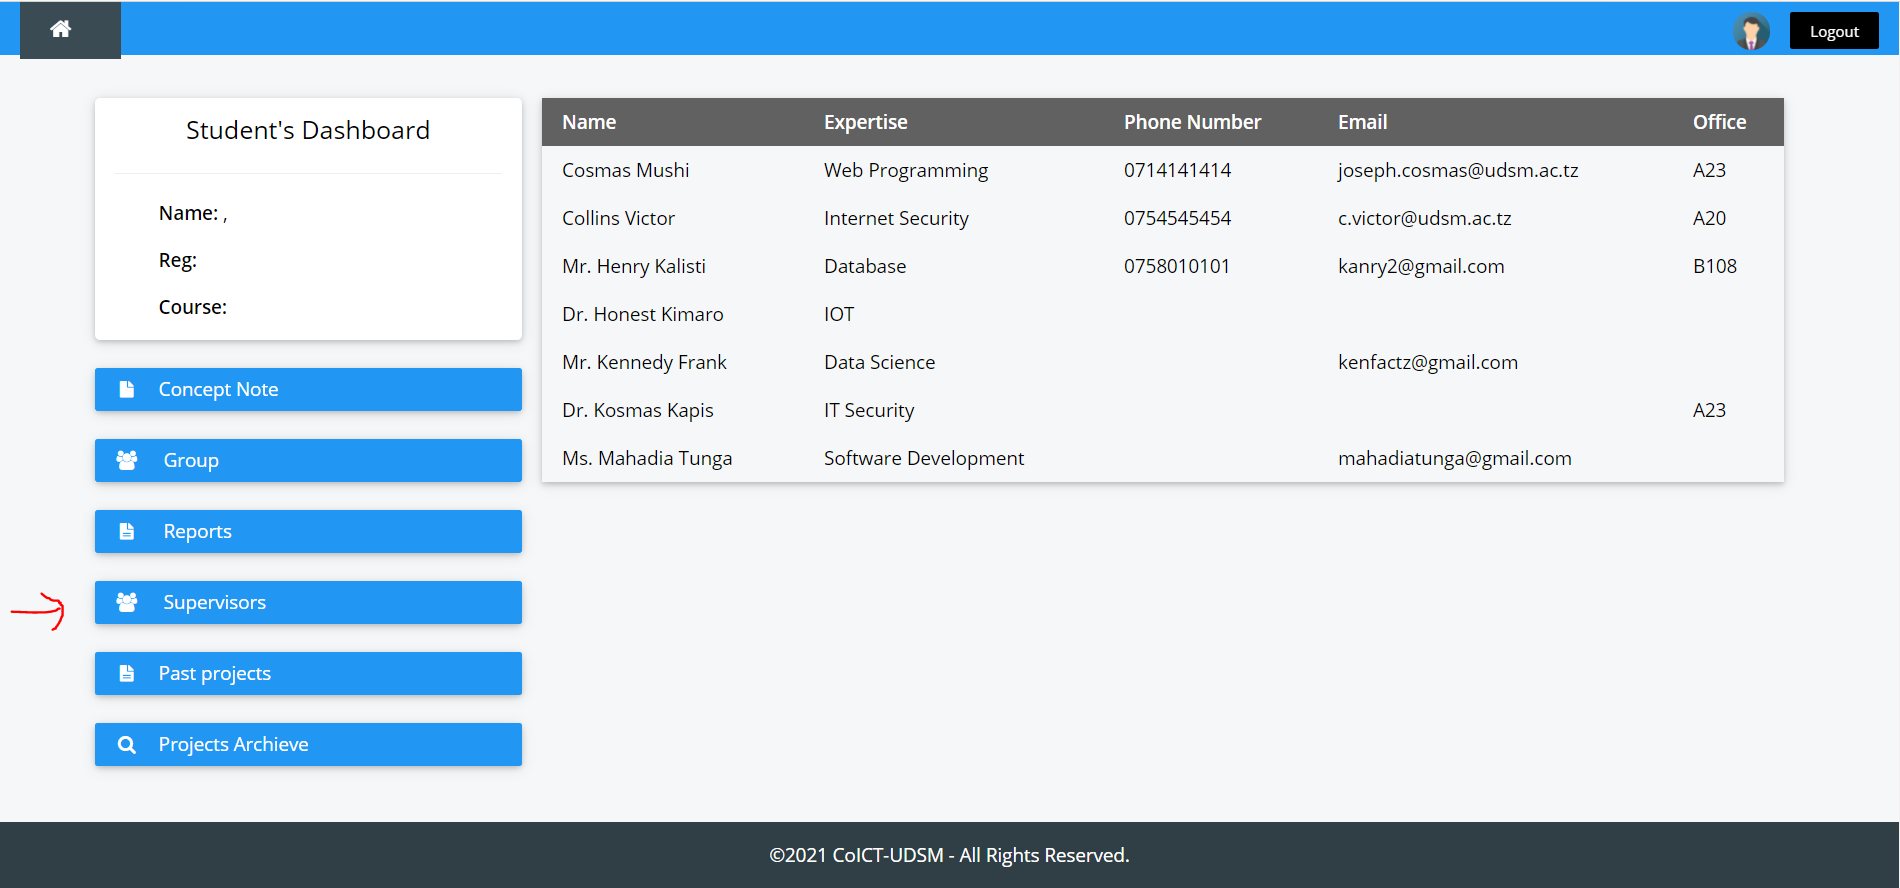 Logout
Student's Dashboard
Name: ,
Reg:
Course:
Concept Note
Group
Reports
Supervisors
Past projects
Projects Archieve
Name Expertise Phone Number Email Office
Cosmas Mushi Web Programming 0714141414 joseph.cosmas@udsm.ac.tz A23
Collins Victor Internet Security 0754545454 c.victor@udsm.ac.tz A20
Mr. Henry Kalisti Database 0758010101 kanry2@gmail.com B108
Dr. Honest Kimaro IOT
Mr. Kennedy Frank Data Science kenfactz@gmail.com
Dr. Kosmas Kapis IT Security A23
Ms. Mahadia Tunga Software Development mahadiatunga@gmail.com
©2021 CoICT-UDSM - All Rights Reserved.